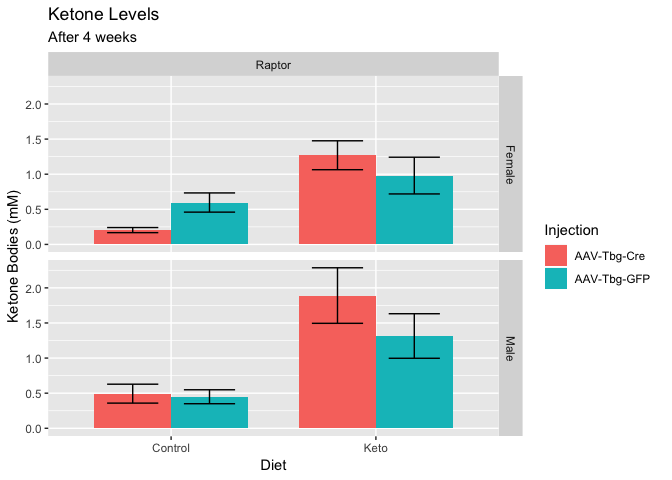 Ketone Levels
After 4 weeks
Raptor
2.0
1.5
1.0
0.5
0.0
Female
2.0
1.5
1.0
0.5
0.0
Male
Ketone Bodies (mM)
Control
Keto
Diet
Injection
AAV-Tbg-Cre
AAV-Tbg-GFP